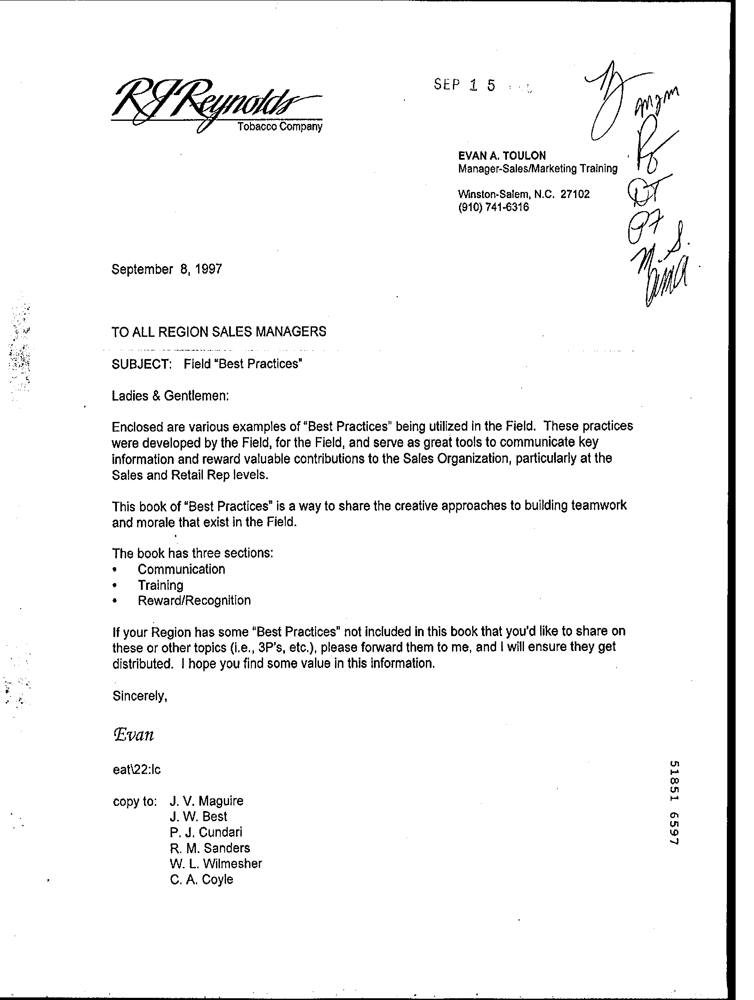 RJReynolds
Tobacco Company
SEP 15
EVAN A. TOULON
Manager-Sales/Marketing Training
Winston-Salem, N.C. 27102
(910) 741-6316
September 8, 1997
TO ALL REGION SALES MANAGERS
SUBJECT: Field "Best Practices"
Ladies & Gentlemen:
Enclosed are various examples of "Best Practices" being utilized in the Field. These practices
were developed by the Field, for the Field, and serve as great tools to communicate key
information and reward valuable contributions to the Sales Organization, particularly at the
Sales and Retail Rep levels.
This book of "Best Practices" is a way to share the creative approaches to building teamwork
and morale that exist in the Field.
The book has three sections:
• Communication
• Training
• Reward/Recognition
If your Region has some "Best Practices" not included in this book that you'd like to share on
these or other topics (i.e., 3P's, etc.), please forward them to me, and I will ensure they get
distributed. I hope you find some value in this information.
Sincerely,
Evan
eat\22:lc
copy to: J. V. Maguire
J. W. Best
P. J. Cundari
R. M. Sanders
W. L. Wilmesher
C. A. Coyle
51851 6597